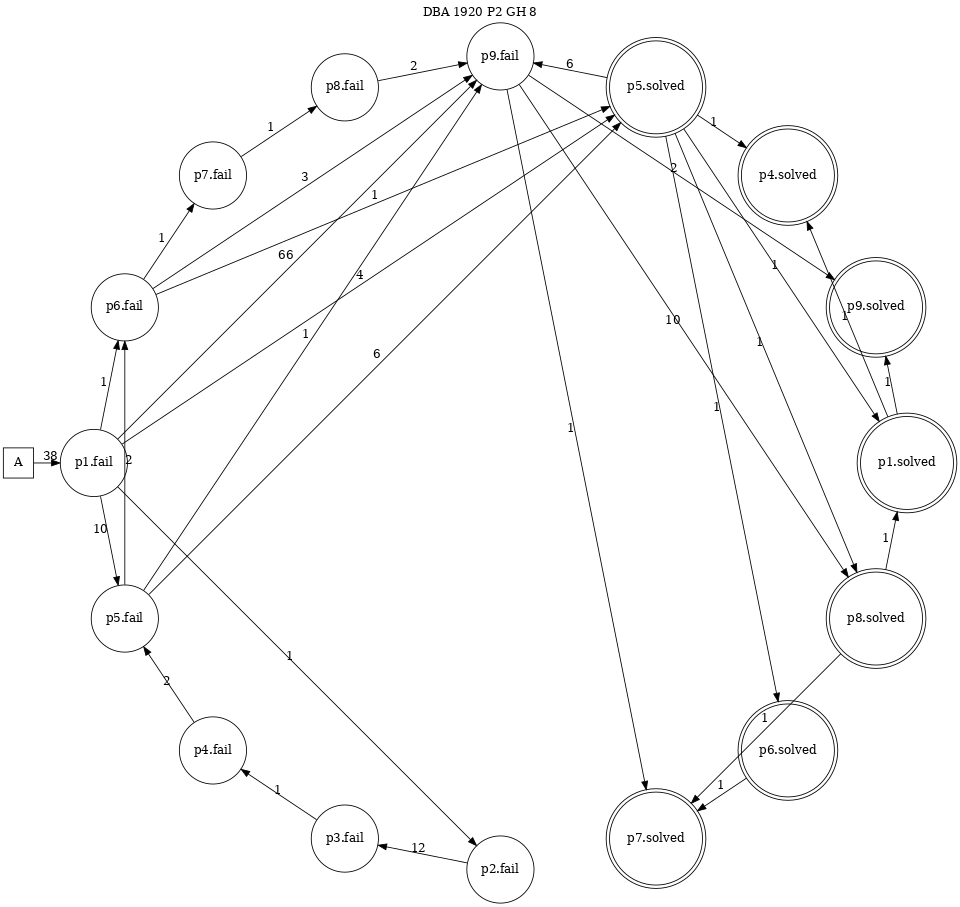 DBA 1920 P2 GH 8
p9.fail
p5.solved
p8.fail
2
6
1
1
p7.fail
p4.solved
3
2
1
1
66
4
1
p6.fail
p9.solved
1
10
1
1
6
1
1
1
A
38
p1.fail
2
1
1
p1.solved
10
1
p5.fail
p8.solved
1
2
1
p4.fail
p6.solved
1
1
p3.fail
12
p2.fail
p7.solved